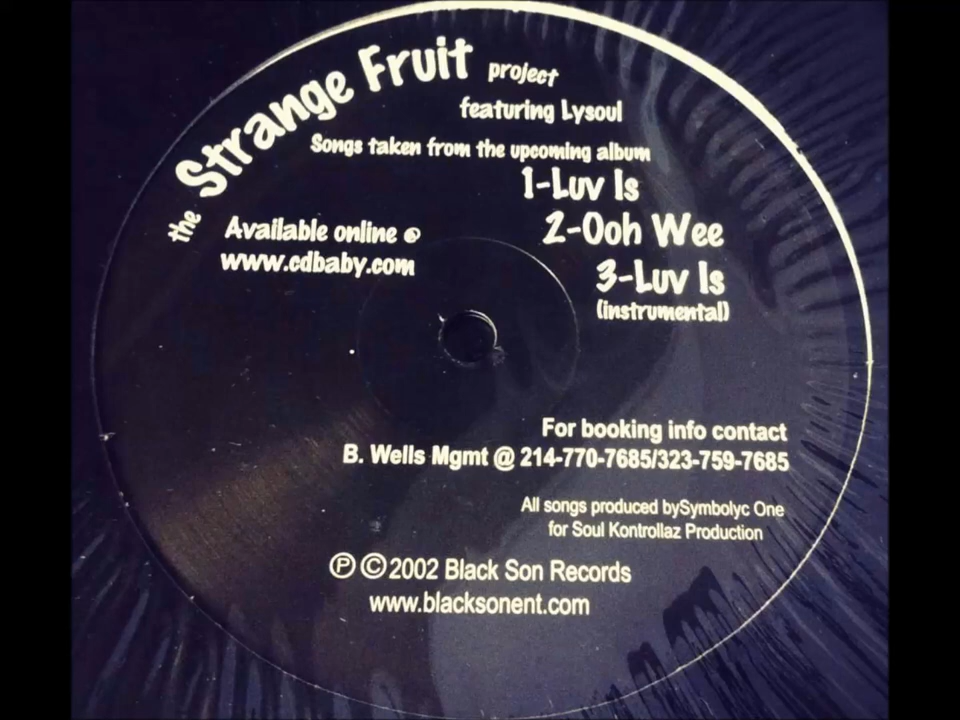 the Strange Fruit project
featuring Lysoul
Songs taken from the upcoming album
1-Luv Is
2-Ooh Wee
3-Luv Is
(instrumental)
Available online @
www.cdbaby.com
For booking info contact
B. Wells Mgmt @ 214-770-7685/323-759-7685
All songs produced bySymbolyc One
for Soul Kontrollaz Production
℗©2002 Black Son Records
www.blacksonent.com